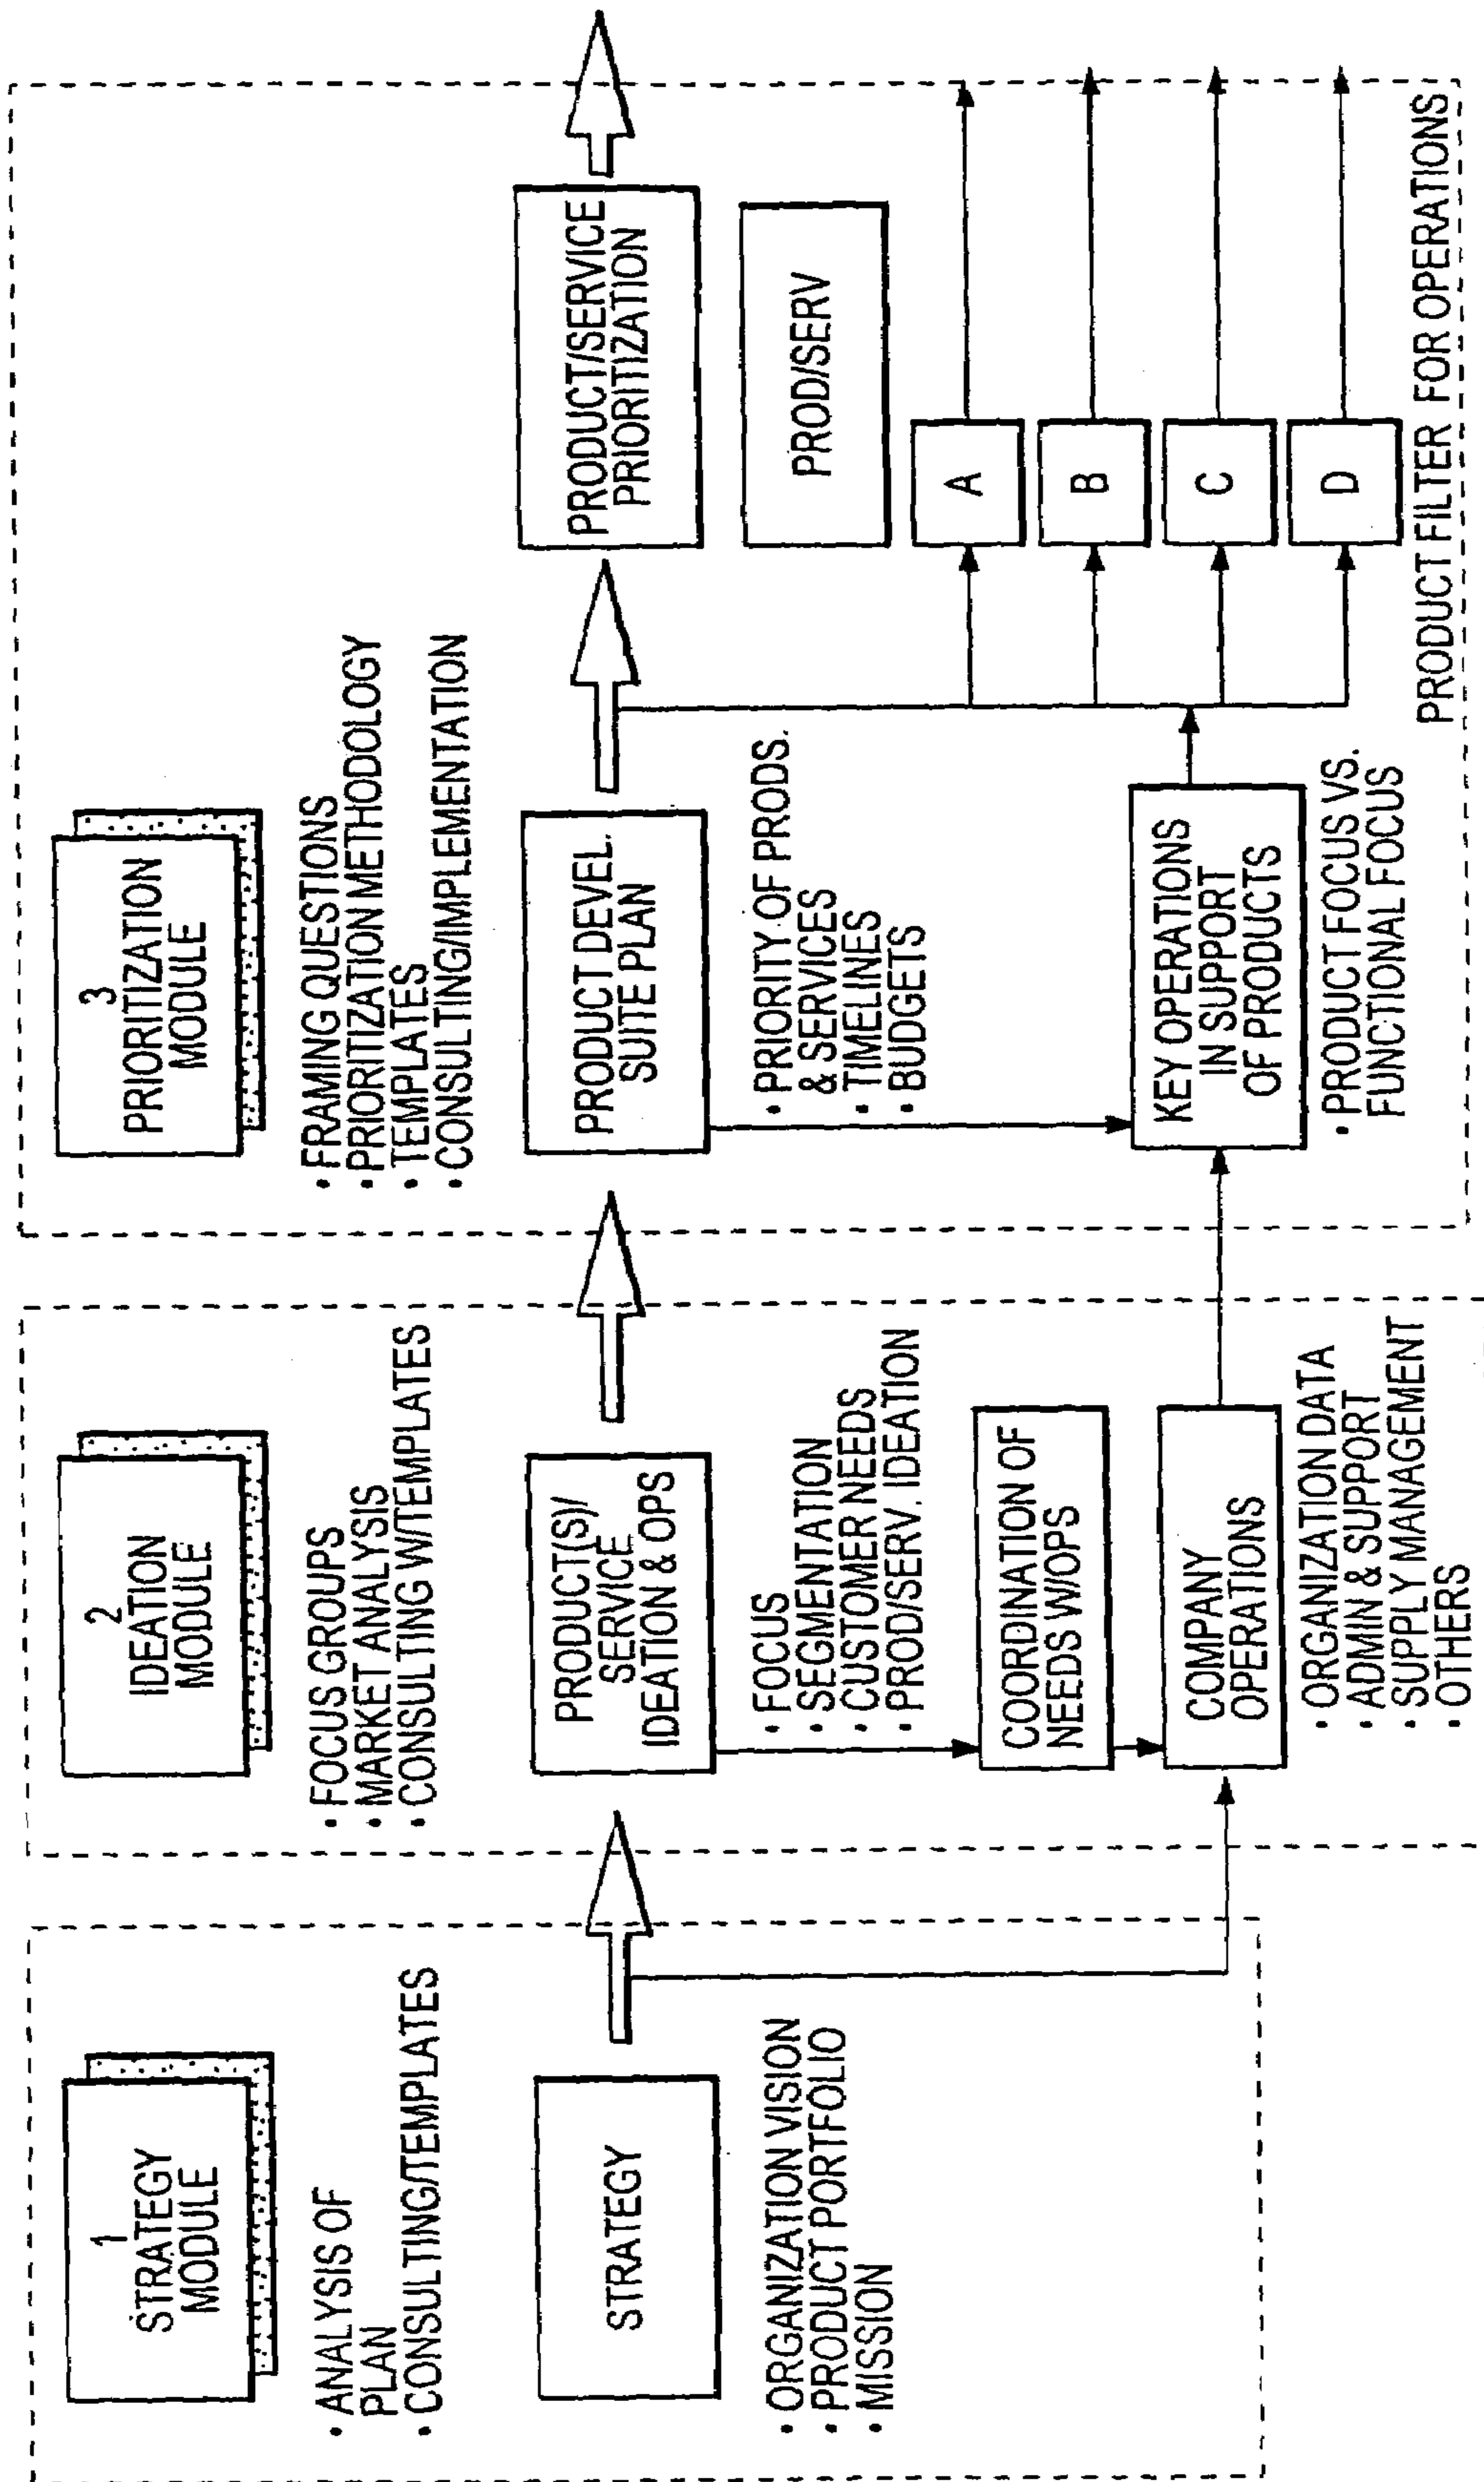 1
STRATEGY
MODULE
• ANALYSIS OF
PLAN
• CONSULTING/TEMPLATES
STRATEGY
• ORGANIZATION VISION
• PRODUCT PORTFOLIO
• MISSION
2
IDEATION
MODULE
• FOCUS GROUPS
• MARKET ANALYSIS
• CONSULTING W/TEMPLATES
PRODUCT(S)/
SERVICE
IDEATION & OPS
• FOCUS
• SEGMENTATION
• CUSTOMER NEEDS
• PROD/SERV. IDEATION
COORDINATION OF
NEEDS W/OPS
COMPANY
OPERATIONS
• ORGANIZATION DATA
• ADMIN & SUPPORT
• SUPPLY MANAGEMENT
• OTHERS
3
PRIORITIZATION
MODULE
• FRAMING QUESTIONS
• PRIORITIZATION METHODOLOGY
• TEMPLATES
• CONSULTING/IMPLEMENTATION
PRODUCT DEVEL.
SUITE PLAN
• PRIORITY OF PRODS.
& SERVICES
• TIMELINES
• BUDGETS
KEY OPERATIONS
IN SUPPORT
OF PRODUCTS
• PRODUCT FOCUS VS.
FUNCTIONAL FOCUS
PRODUCT/SERVICE
PRIORITIZATION
PROD/SERV
A
B
C
D
PRODUCT FILTER FOR OPERATIONS